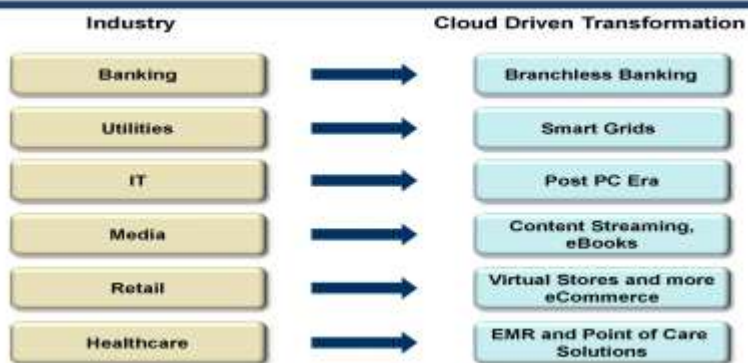 Industry
Cloud Driven Transformation
Banking
Branchless Banking
Utilities
Smart Grids
IT
Post PC Era
Media
Content Streaming,
eBooks
Retail
Virtual Stores and more
eCommerce
Healthcare
EMR and Point of Care
Solutions